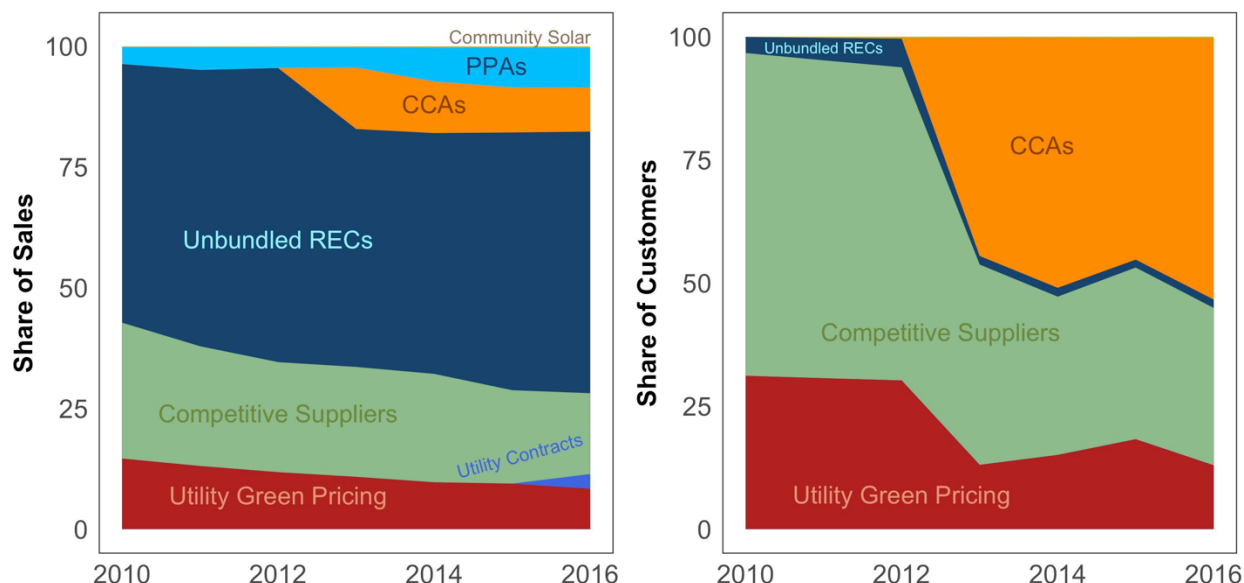 Share of Sales
100
75
50
25
0
Community Solar
PPAs
CCAs
Unbundled RECs
Competitive Suppliers
Utility Contracts
Utility Green Pricing
2010
2012
2014
2016
Share of Customers
100
75
50
25
0
Unbundled RECs
CCAs
Competitive Suppliers
Utility Green Pricing
2010
2012
2014
2016